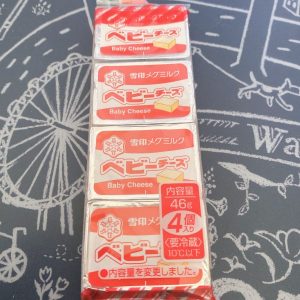 ベビーチーズ
Baby Cheese
雪印メグミルク
ベビーチーズ
Baby Cheese
雪印メグミルク
ベビーチーズ
Baby Cheese
内容量
46g
4個
入り
〈要冷蔵〉
10℃以下
雪印メグミルク
ベビー
●内容量を変更しました。
Wa